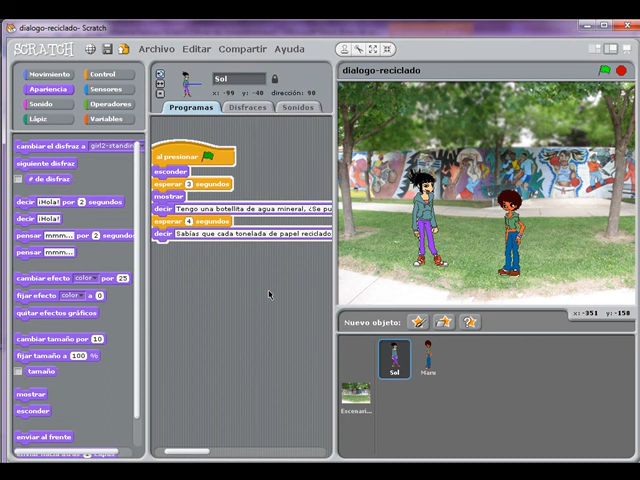 dialogo-reciclado- Scratch
SCRATCH
Archivo Editar Compartir Ayuda
Movimiento Control
Apariencia Sensores
Sonido Operadores
Lápiz Variables
cambiar el disfraz a girl2-standin
siguiente disfraz
# de disfraz
decir ¡Hola! por 2 segundos
decir ¡Hola!
pensar mmm... por 2 segundos
pensar mmm...
cambiar efecto color por 25
fijar efecto color a 0
quitar efectos gráficos
cambiar tamaño por 10
fijar tamaño a 100 %
tamaño
mostrar
esconder
enviar al frente
Sol
x: -99 y: -40 dirección: 90
Programas Disfraces Sonidos
al presionar
esconder
esperar 3 segundos
mostrar
decir Tengo una botellita de agua mineral, ¿Se pu
esperar 4 segundos
decir Sabías que cada tonelada de papel reciclado
dialogo-reciclado
x: -351 y: -158
Nuevo objeto:
Sol
Maru
Escenari...